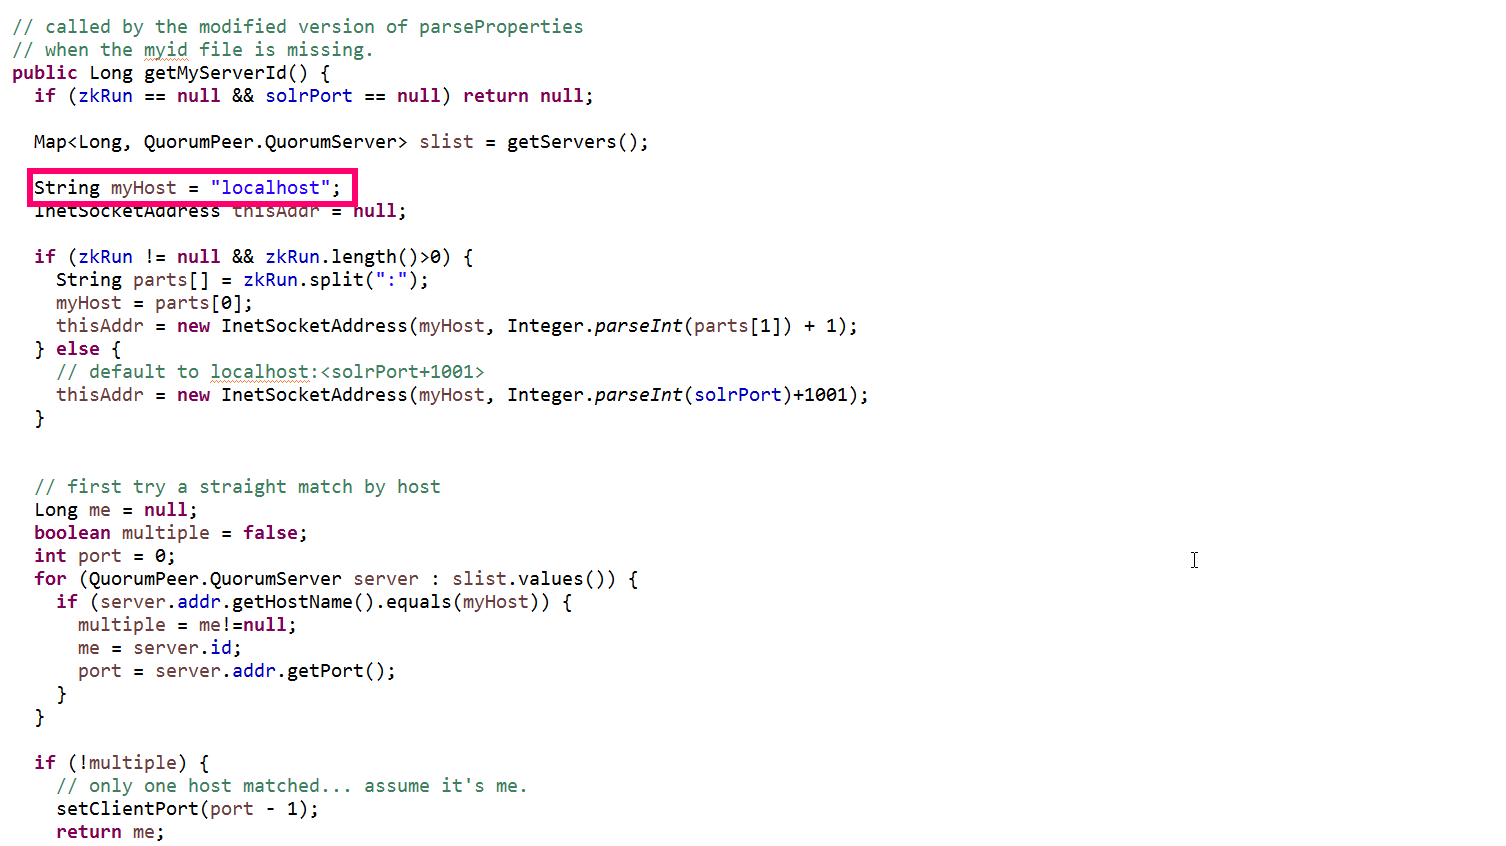 // called by the modified version of parseProperties
// when the myid file is missing.
public Long getMyServerId() {
if (zkRun == null && solrPort == null) return null;
Map<Long, QuorumPeer.QuorumServer> slist = getServers();
String myHost = "localhost";
InetSocketAddress thisAddr = null;
if (zkRun != null && zkRun.length()>0) {
String parts[] = zkRun.split(":");
myHost = parts[0];
thisAddr = new InetSocketAddress(myHost, Integer.parseInt(parts[1]) + 1);
} else {
// default to localhost:<solrPort+1001>
thisAddr = new InetSocketAddress(myHost, Integer.parseInt(solrPort)+1001);
}
// first try a straight match by host
Long me = null;
boolean multiple = false;
int port = 0;
for (QuorumPeer.QuorumServer server : slist.values()) {
if (server.addr.getHostName().equals(myHost)) {
multiple = me!=null;
me = server.id;
port = server.addr.getPort();
}
}
if (!multiple) {
// only one host matched... assume it's me.
setClientPort(port - 1);
return me;